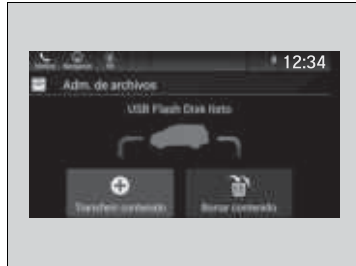 12:34
Adm. de archivos
USB Flash Disk listo
Transferir contenido
Borrar contenido